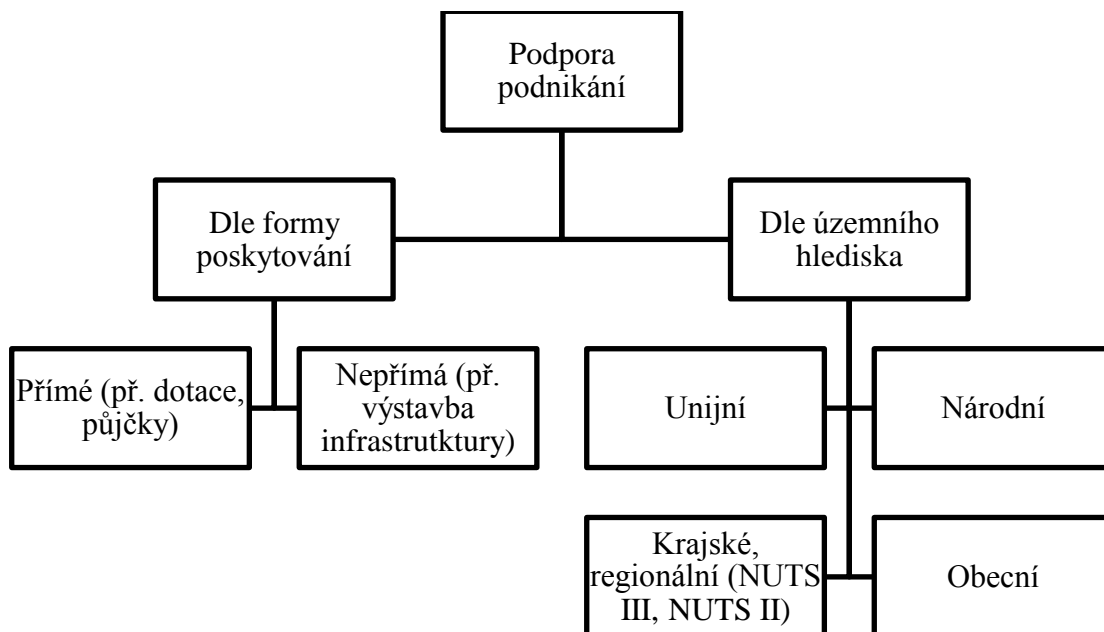 Podpora
podnikání
Dle formy
poskytování
Dle územního
hlediska
Přímé (př. dotace,
půjčky)
Nepřímá (př.
výstavba
infrastrutktury)
Unijní
Národní
Krajské,
regionální (NUTS
III, NUTS II)
Obecní